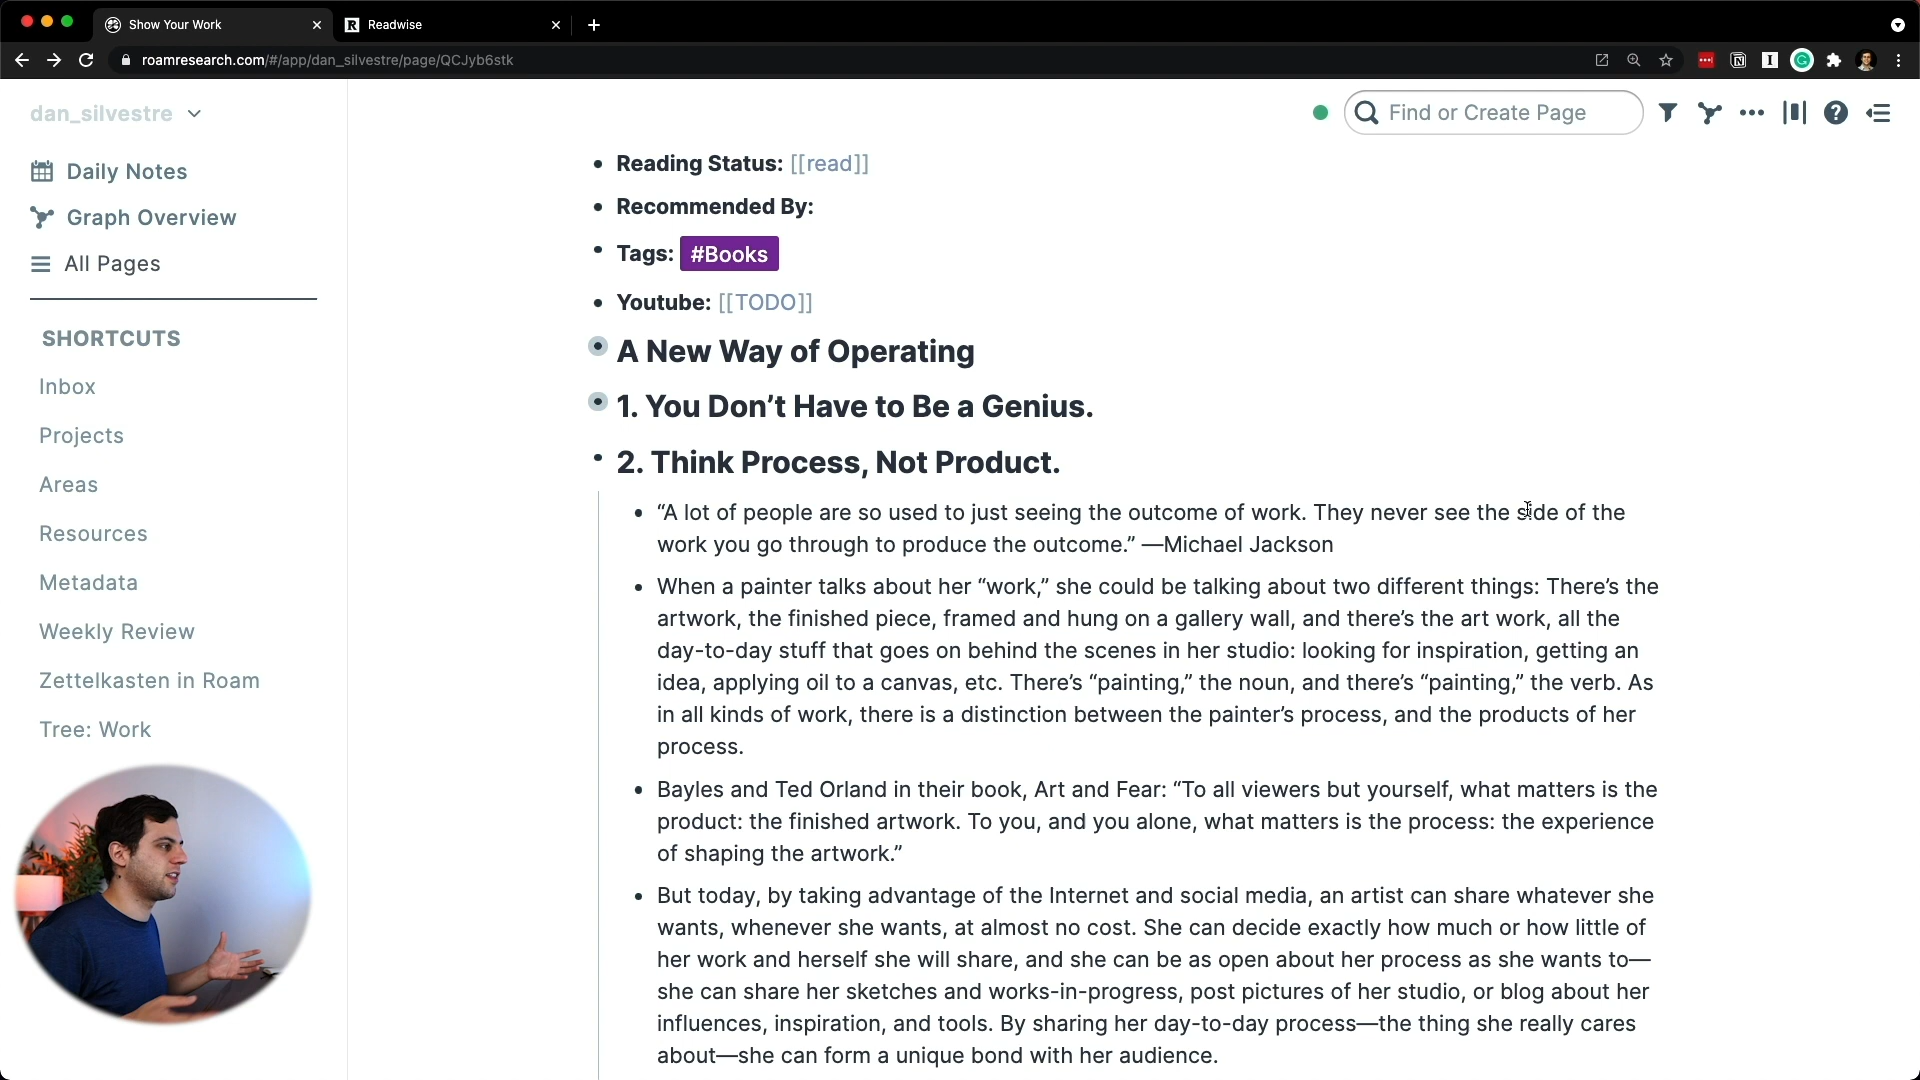 Show Your Work
Readwise
roamresearch.com/#/app/dan_silvestre/page/QCJyb6stk
dan_silvestre
Find or Create Page
Daily Notes
Graph Overview
All Pages
SHORTCUTS
Inbox
Projects
Areas
Resources
Metadata
Weekly Review
Zettelkasten in Roam
Tree: Work
Reading Status: [[read]]
Recommended By:
Tags: #Books
Youtube: [[TODO]]
A New Way of Operating
1. You Don’t Have to Be a Genius.
2. Think Process, Not Product.
“A lot of people are so used to just seeing the outcome of work. They never see the side of the
work you go through to produce the outcome.” —Michael Jackson
When a painter talks about her “work,” she could be talking about two different things: There’s the
artwork, the finished piece, framed and hung on a gallery wall, and there’s the art work, all the
day-to-day stuff that goes on behind the scenes in her studio: looking for inspiration, getting an
idea, applying oil to a canvas, etc. There’s “painting,” the noun, and there’s “painting,” the verb. As
in all kinds of work, there is a distinction between the painter’s process, and the products of her
process.
Bayles and Ted Orland in their book, Art and Fear: “To all viewers but yourself, what matters is the
product: the finished artwork. To you, and you alone, what matters is the process: the experience
of shaping the artwork.”
But today, by taking advantage of the Internet and social media, an artist can share whatever she
wants, whenever she wants, at almost no cost. She can decide exactly how much or how little of
her work and herself she will share, and she can be as open about her process as she wants to—
she can share her sketches and works-in-progress, post pictures of her studio, or blog about her
influences, inspiration, and tools. By sharing her day-to-day process—the thing she really cares
about—she can form a unique bond with her audience.